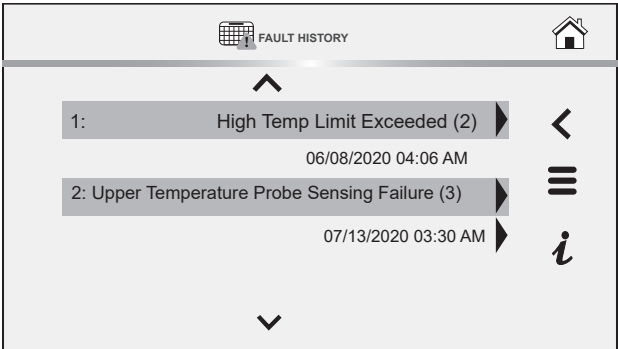 FAULT HISTORY
1: High Temp Limit Exceeded (2)
06/08/2020 04:06 AM
2: Upper Temperature Probe Sensing Failure (3)
07/13/2020 03:30 AM
i